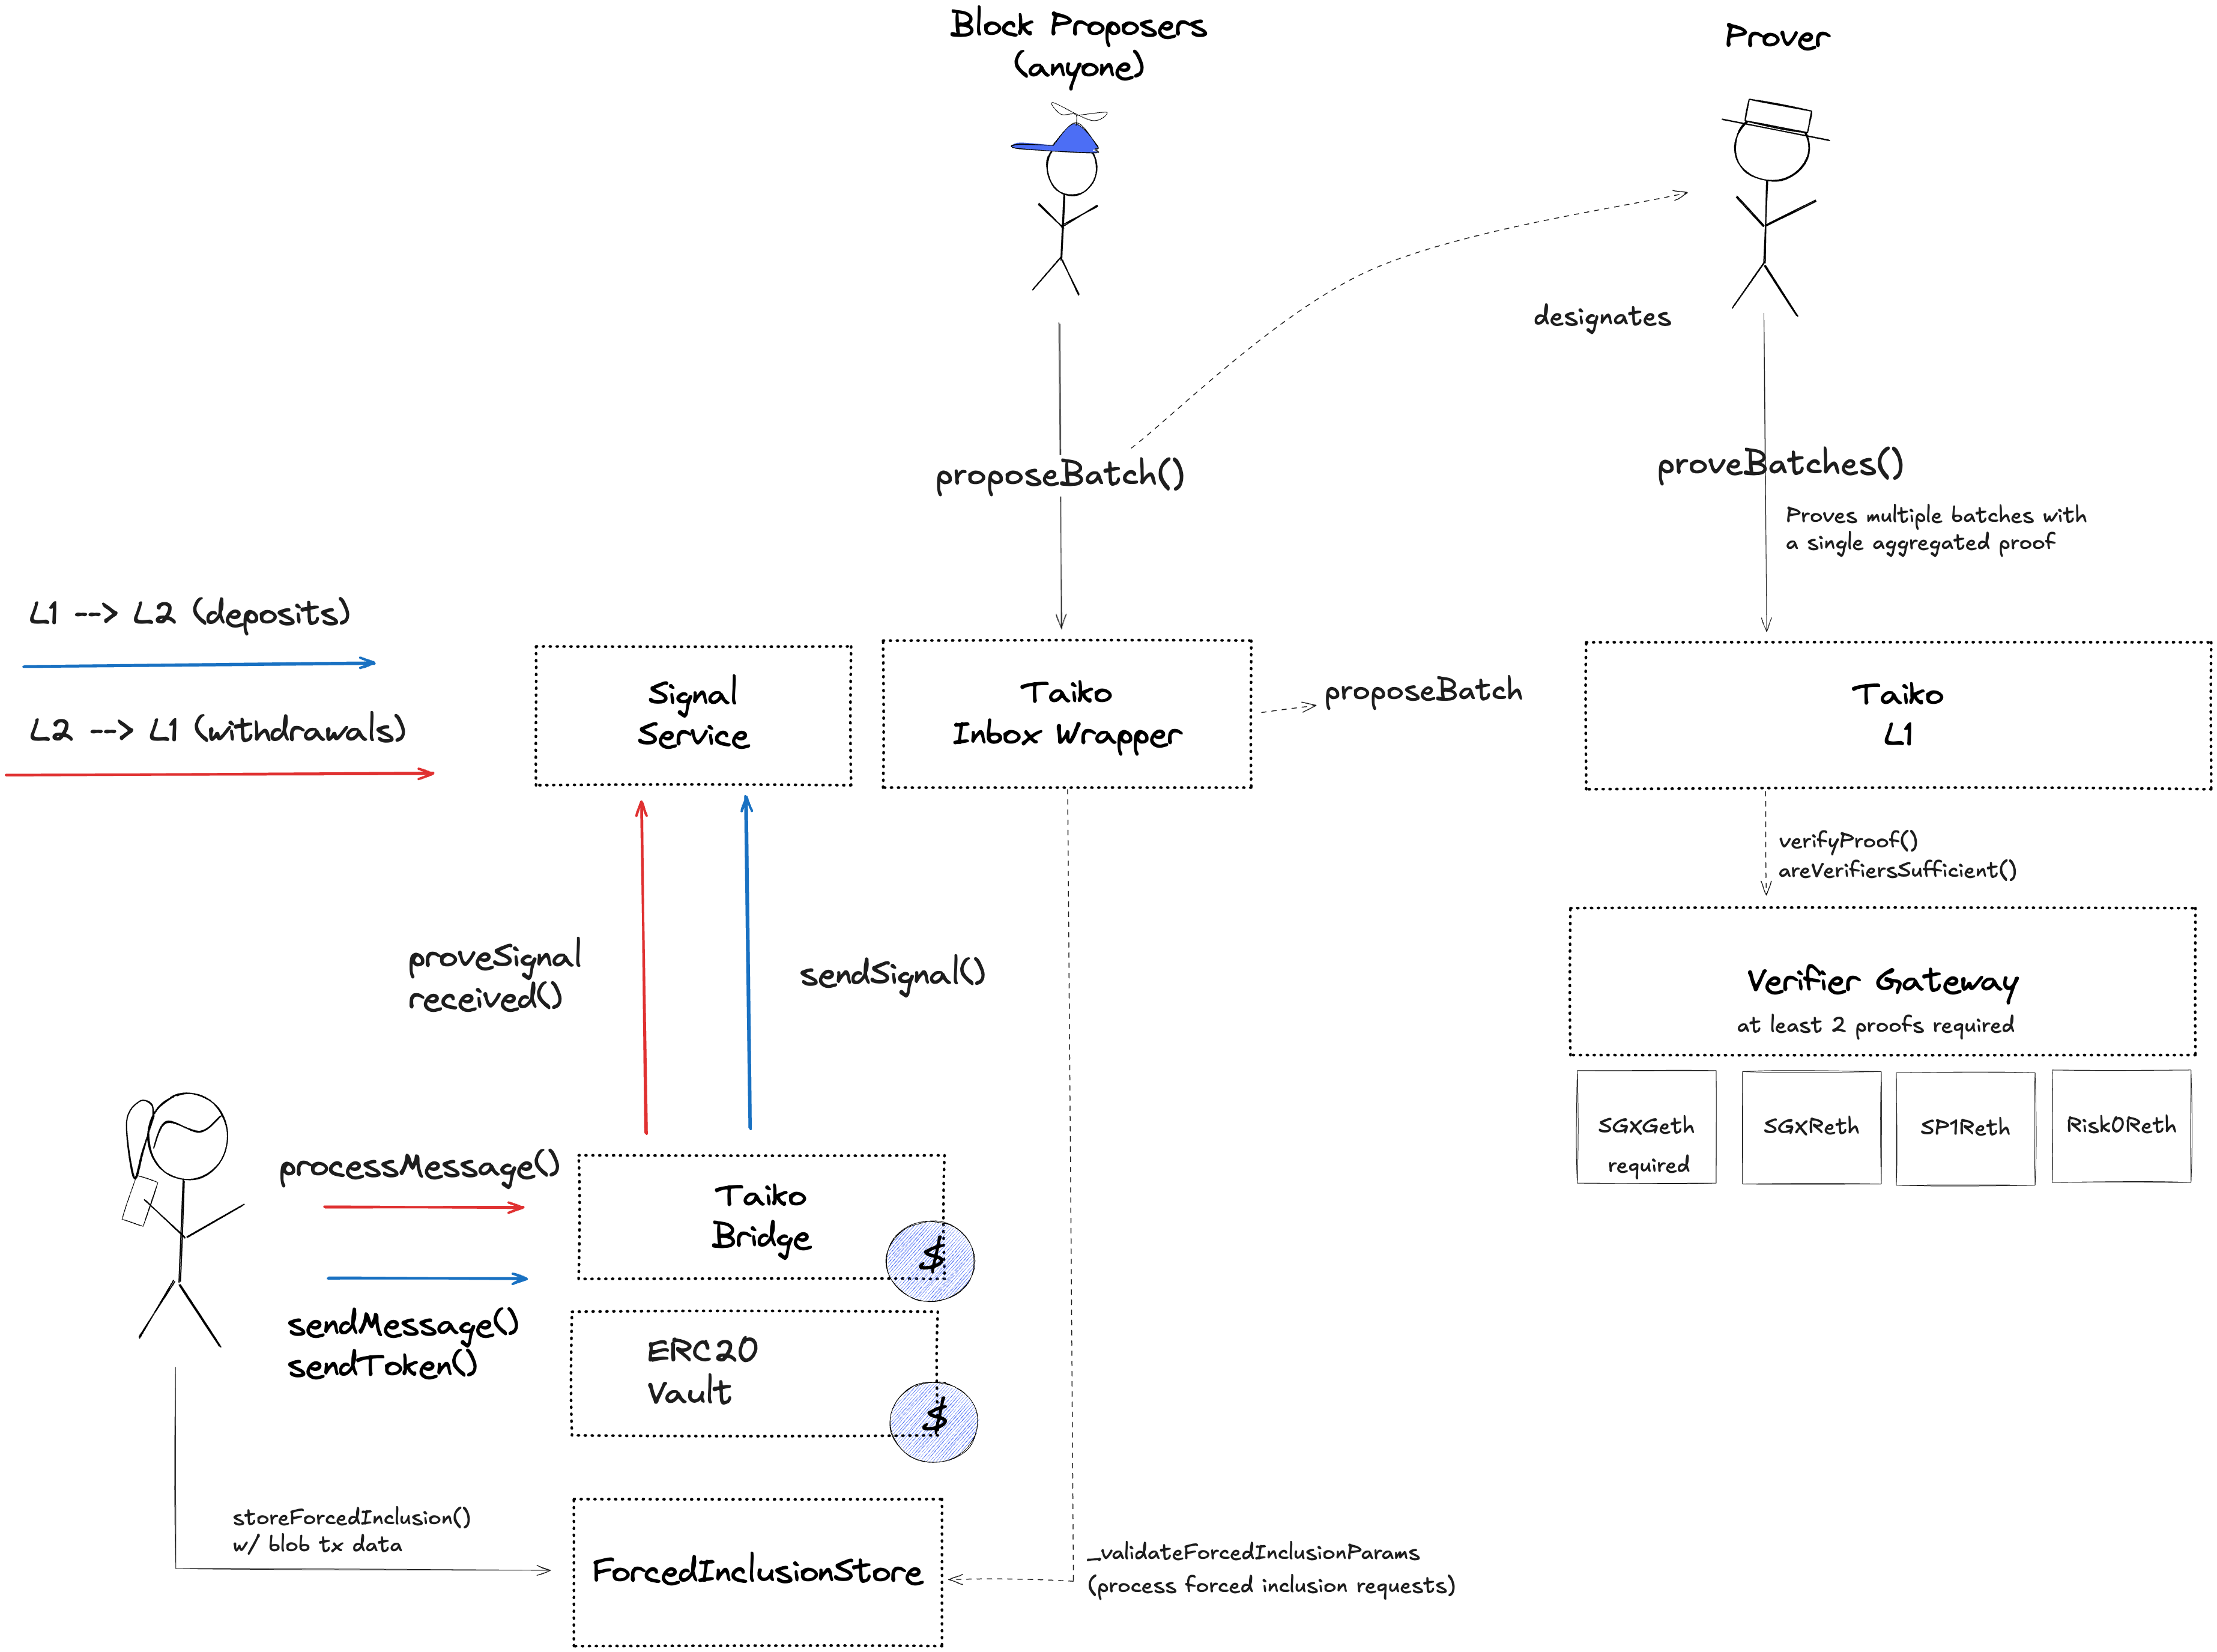 Block Proposers
(anyone)
Prover
designates
proposeBatch()
proveBatches()
Proves multiple batches with
a single aggregated proof
L1 --> L2 (deposits)
L2 --> L1 (withdrawals)
Signal
Service
Taiko
Inbox Wrapper
proposeBatch
Taiko
L1
verifyProof()
areVerifiersSufficient()
proveSignal
received()
sendSignal()
Verifier Gateway
at least 2 proofs required
SGXGeth
required
SGXReth
SP1Reth
Risk0Reth
processMessage()
Taiko
Bridge
$
sendMessage()
sendToken()
ERC20
Vault
$
storeForcedInclusion()
w/ blob tx data
ForcedInclusionStore
_validateForcedInclusionParams
(process forced inclusion requests)